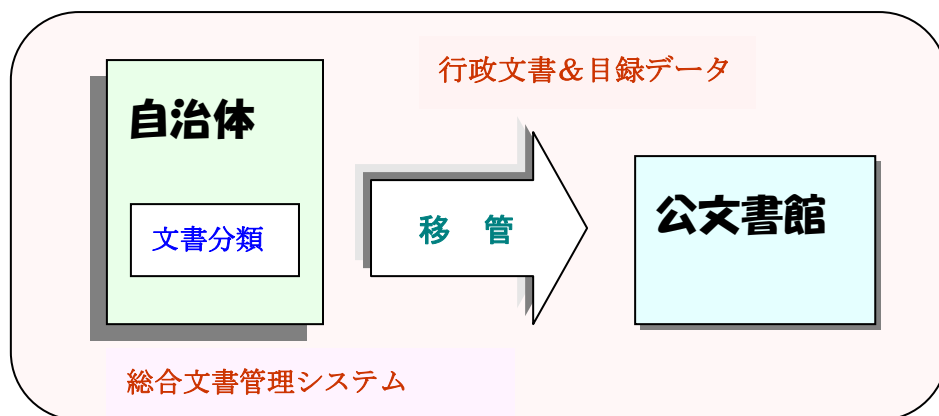 行政文書＆目録データ
自治体
文書分類
移 管
公文書館
総合文書管理システム